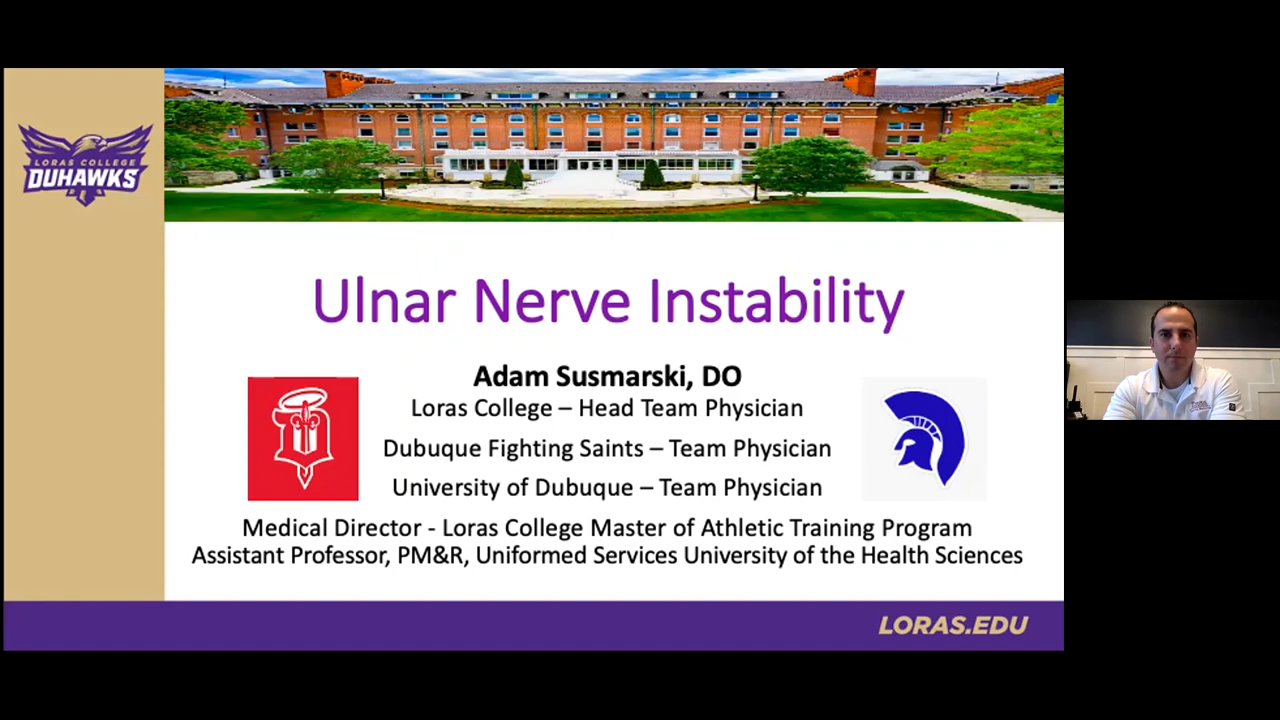 LORAS COLLEGE
DUHAWKS
Ulnar Nerve Instability
Adam Susmarski, DO
Loras College – Head Team Physician
Dubuque Fighting Saints – Team Physician
University of Dubuque – Team Physician
Medical Director - Loras College Master of Athletic Training Program
Assistant Professor, PM&R, Uniformed Services University of the Health Sciences
LORAS.EDU